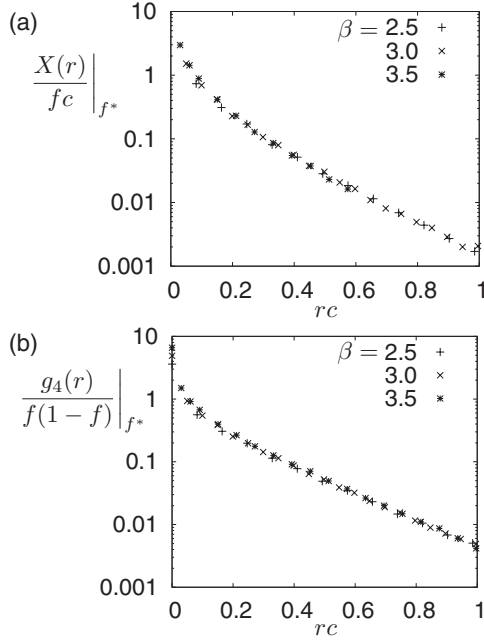 (a)
β = 2.5 +
3.0 ×
3.5 ∗
X(r)/fc |f*
10
1
0.1
0.01
0.001
0 0.2 0.4 0.6 0.8 1
rc
(b)
β = 2.5 +
3.0 ×
3.5 ∗
g4(r)/f(1 − f) |f*
10
1
0.1
0.01
0.001
0 0.2 0.4 0.6 0.8 1
rc